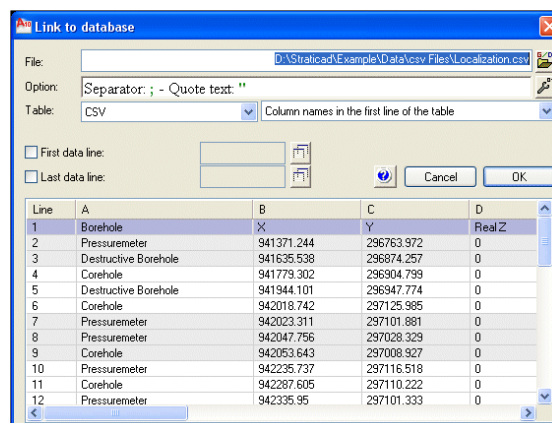 Link to database
File: D:\Straticad\Example\Data\csv Files\Localization.csv
Option: Separator: ; - Quote text: "
Table: CSV Column names in the first line of the table
First data line:
Last data line: Cancel OK
Line A B C D
1 Borehole X Y Real Z
2 Pressuremeter 941371.244 296763.972 0
3 Destructive Borehole 941635.538 296874.257 0
4 Corehole 941779.302 296904.799 0
5 Destructive Borehole 941944.101 296947.774 0
6 Corehole 942018.742 297125.985 0
7 Pressuremeter 942023.311 297101.881 0
8 Pressuremeter 942047.756 297028.329 0
9 Corehole 942053.643 297008.927 0
10 Pressuremeter 942235.737 297116.518 0
11 Corehole 942287.605 297110.222 0
12 Pressuremeter 942335.95 297101.333 0